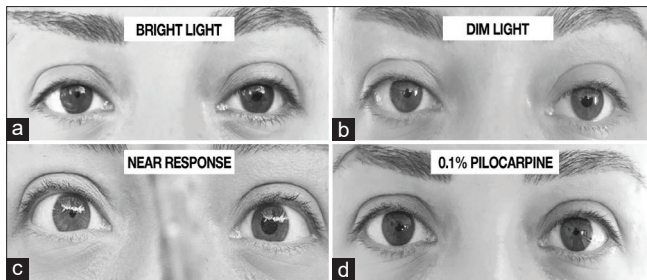 BRIGHT LIGHT
a
DIM LIGHT
b
NEAR RESPONSE
c
0.1% PILOCARPINE
d